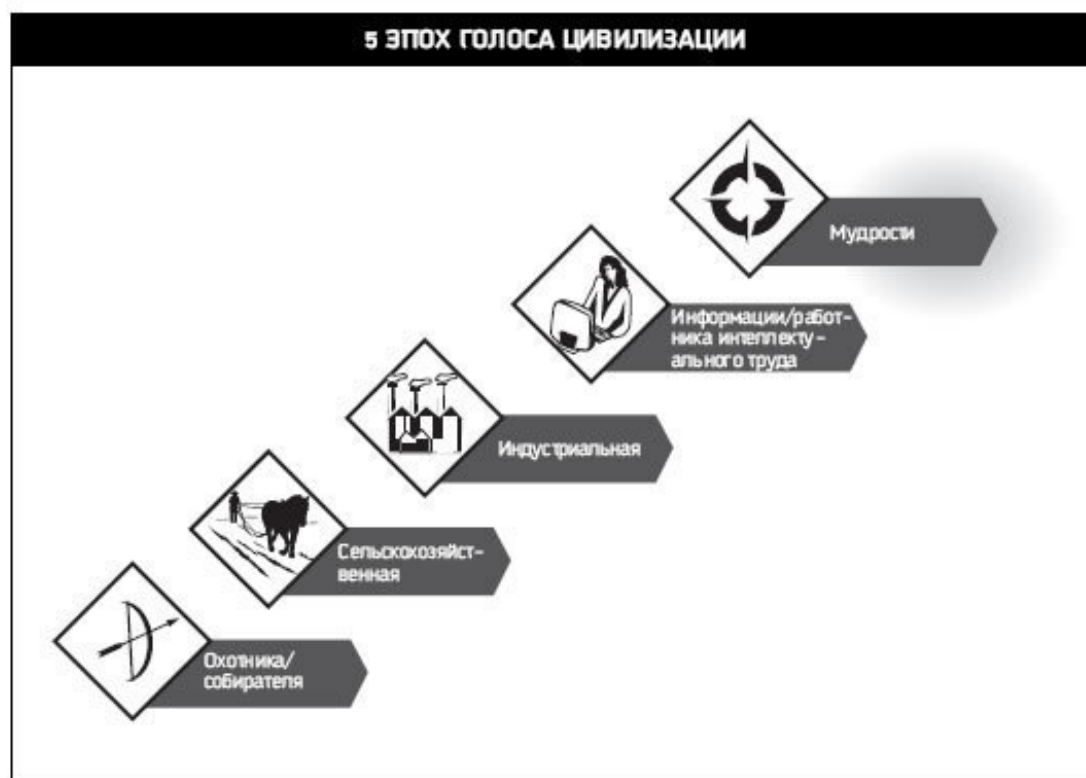 5 ЭПОХ ГОЛОСА ЦИВИЛИЗАЦИИ
Мудрости
Информации/работ-
ника интеллекту-
ального труда
Индустриальная
Сельскохозяйст-
венная
Охотника/
собирателя